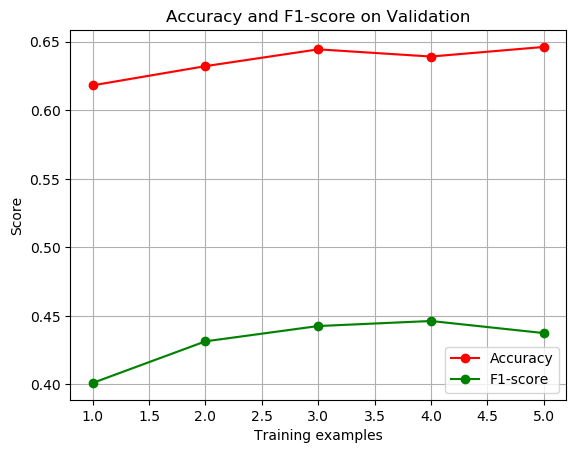 Accuracy and F1-score on Validation
0.65
0.60
0.55
0.50
0.45
0.40
Score
Accuracy
F1-score
1.0 1.5 2.0 2.5 3.0 3.5 4.0 4.5 5.0
Training examples